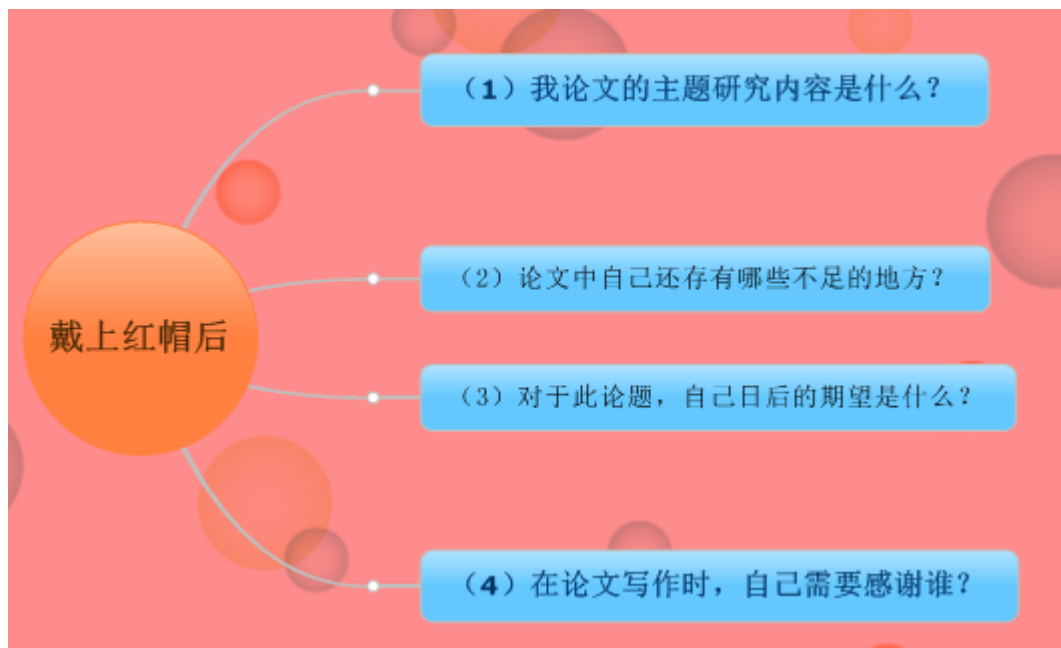 （1）我论文的主题研究内容是什么？
（2）论文中自己还存有哪些不足的地方？
戴上红帽后
（3）对于此论题，自己日后的期望是什么？
（4）在论文写作时，自己需要感谢谁？